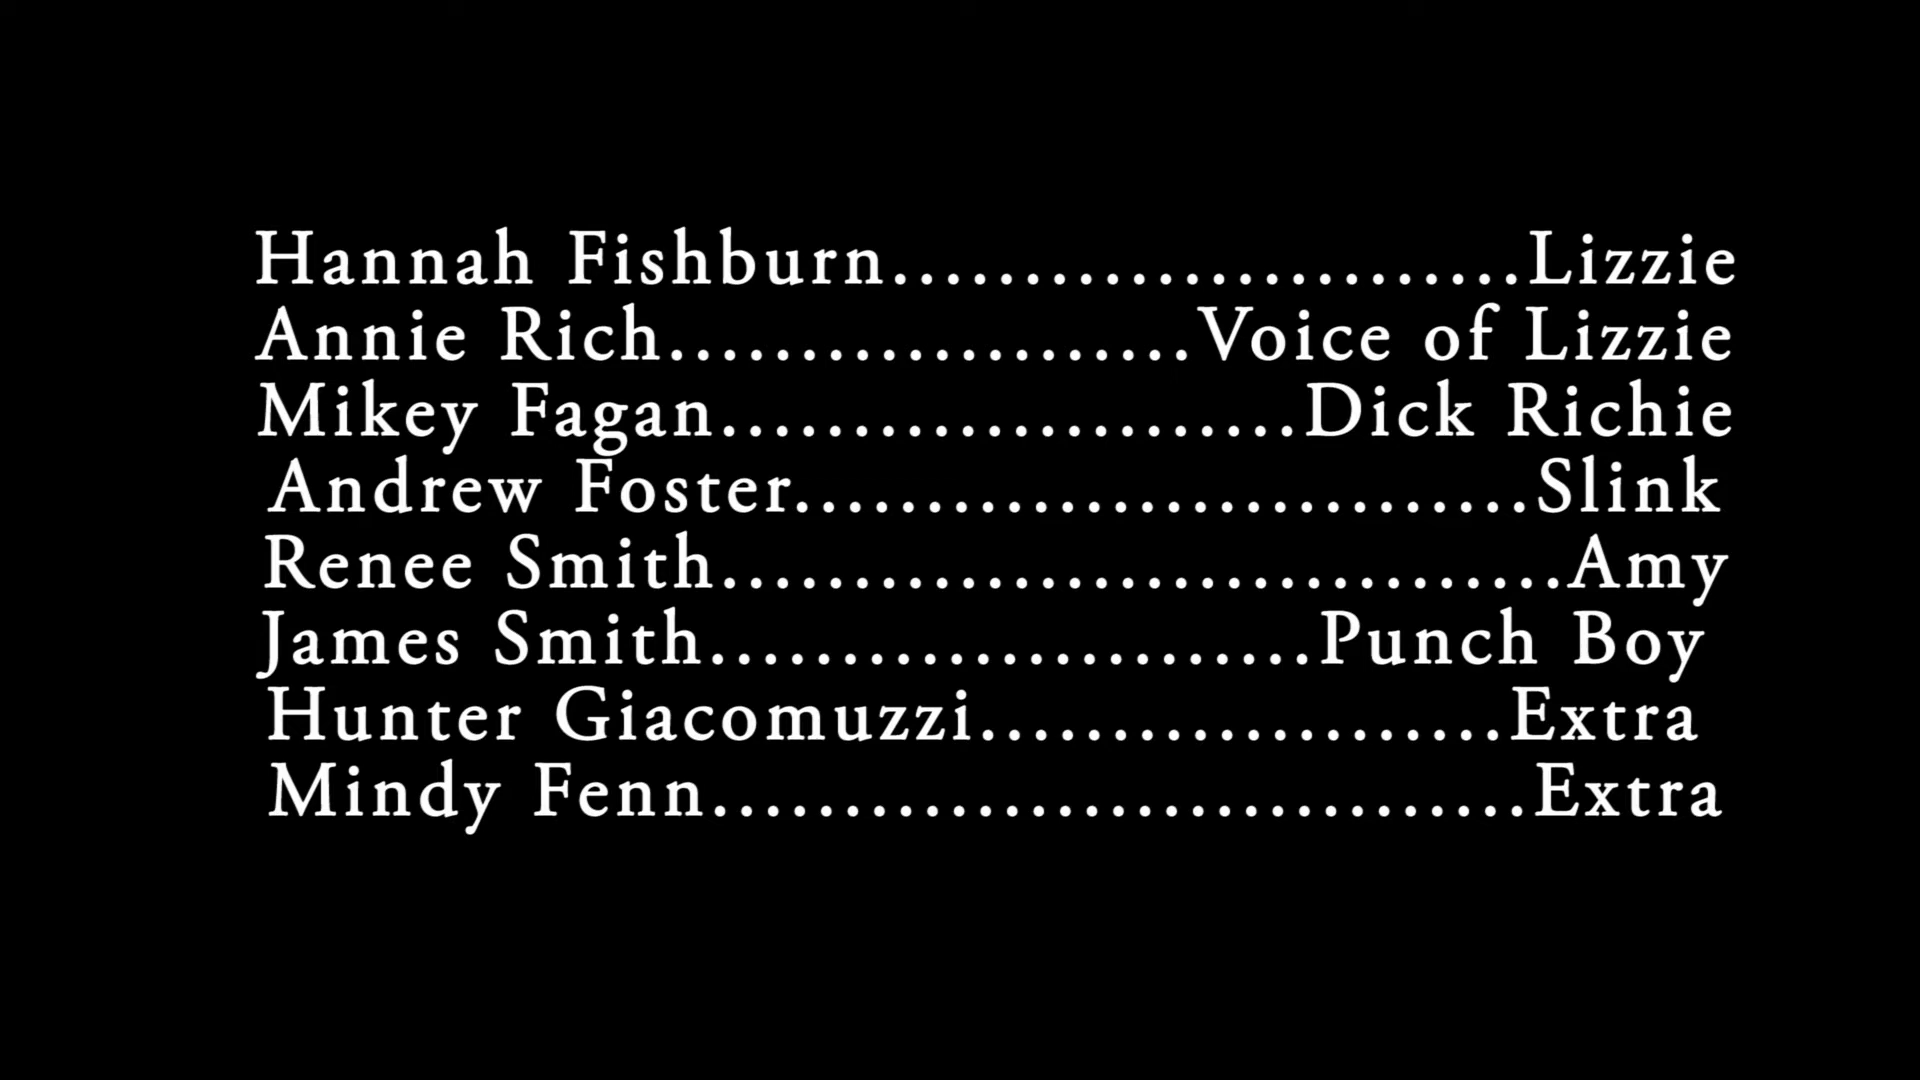 Hannah Fishburn........................Lizzie
Annie Rich....................Voice of Lizzie
Mikey Fagan......................Dick Richie
Andrew Foster............................Slink
Renee Smith................................Amy
James Smith.......................Punch Boy
Hunter Giacomuzzi....................Extra
Mindy Fenn...............................Extra